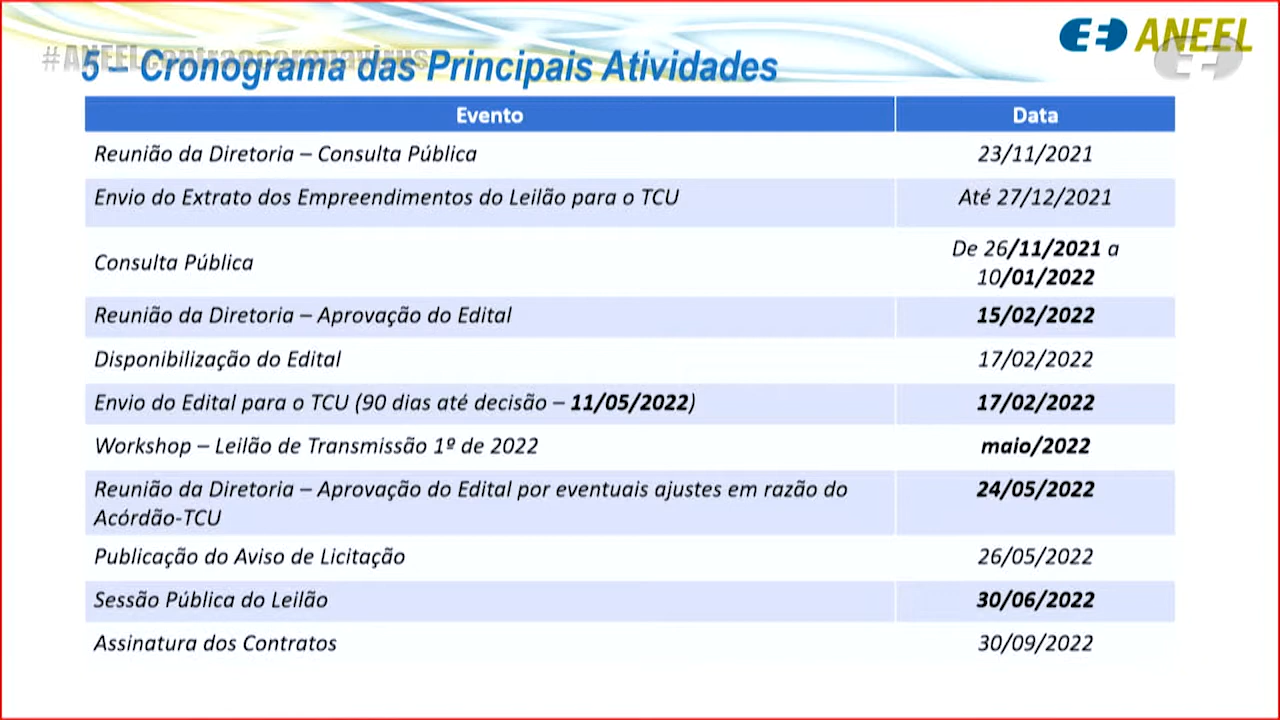 #ANEELcontraocoronavírus
ANEEL
5 – Cronograma das Principais Atividades
Evento Data
Reunião da Diretoria – Consulta Pública 23/11/2021
Envio do Extrato dos Empreendimentos do Leilão para o TCU Até 27/12/2021
Consulta Pública De 26/11/2021 a
10/01/2022
Reunião da Diretoria – Aprovação do Edital 15/02/2022
Disponibilização do Edital 17/02/2022
Envio do Edital para o TCU (90 dias até decisão – 11/05/2022) 17/02/2022
Workshop – Leilão de Transmissão 1º de 2022 maio/2022
Reunião da Diretoria – Aprovação do Edital por eventuais ajustes em razão do 24/05/2022
Acórdão-TCU
Publicação do Aviso de Licitação 26/05/2022
Sessão Pública do Leilão 30/06/2022
Assinatura dos Contratos 30/09/2022